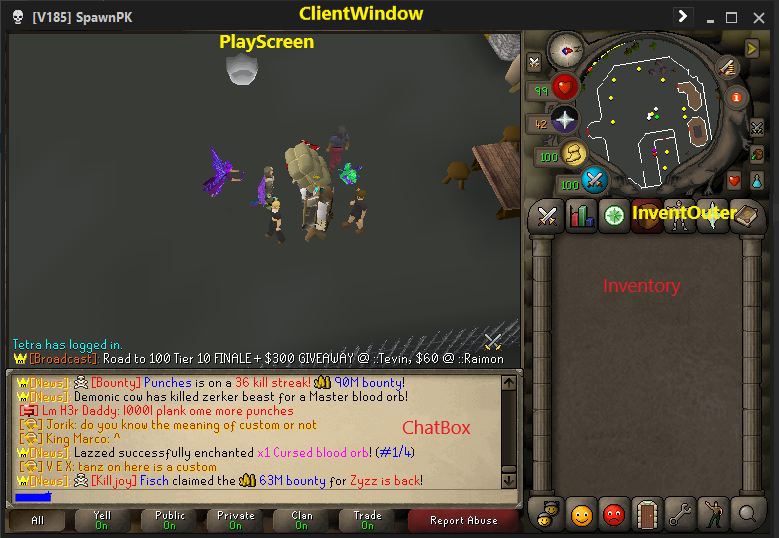 [V185] SpawnPK
ClientWindow
PlayScreen
99
42
100
100
InventOuter
Inventory
Tetra has logged in.
[Broadcast]: Road to 100 Tier 10 FINALE + $300 GIVEAWAY @ ::Tevin, $60 @ ::Raimon
[News]: [Bounty] Punches is on a 36 kill streak! 90M bounty!
[News]: Demonic cow has killed zerker beast for a Master blood orb!
Lm H3r Daddy: 10001 plank ome more punches
Jorik: do you know the meaning of custom or not
King Marco: ^
[News]: Lazzed successfully enchanted x1 Cursed blood orb! (#1/4)
V E X: tanz on here is a custom
[News]: [Killjoy] Fisch claimed the 63M bounty for Zyzz is back!
ChatBox
All
Yell
On
Public
On
Private
On
Clan
On
Trade
On
Report Abuse